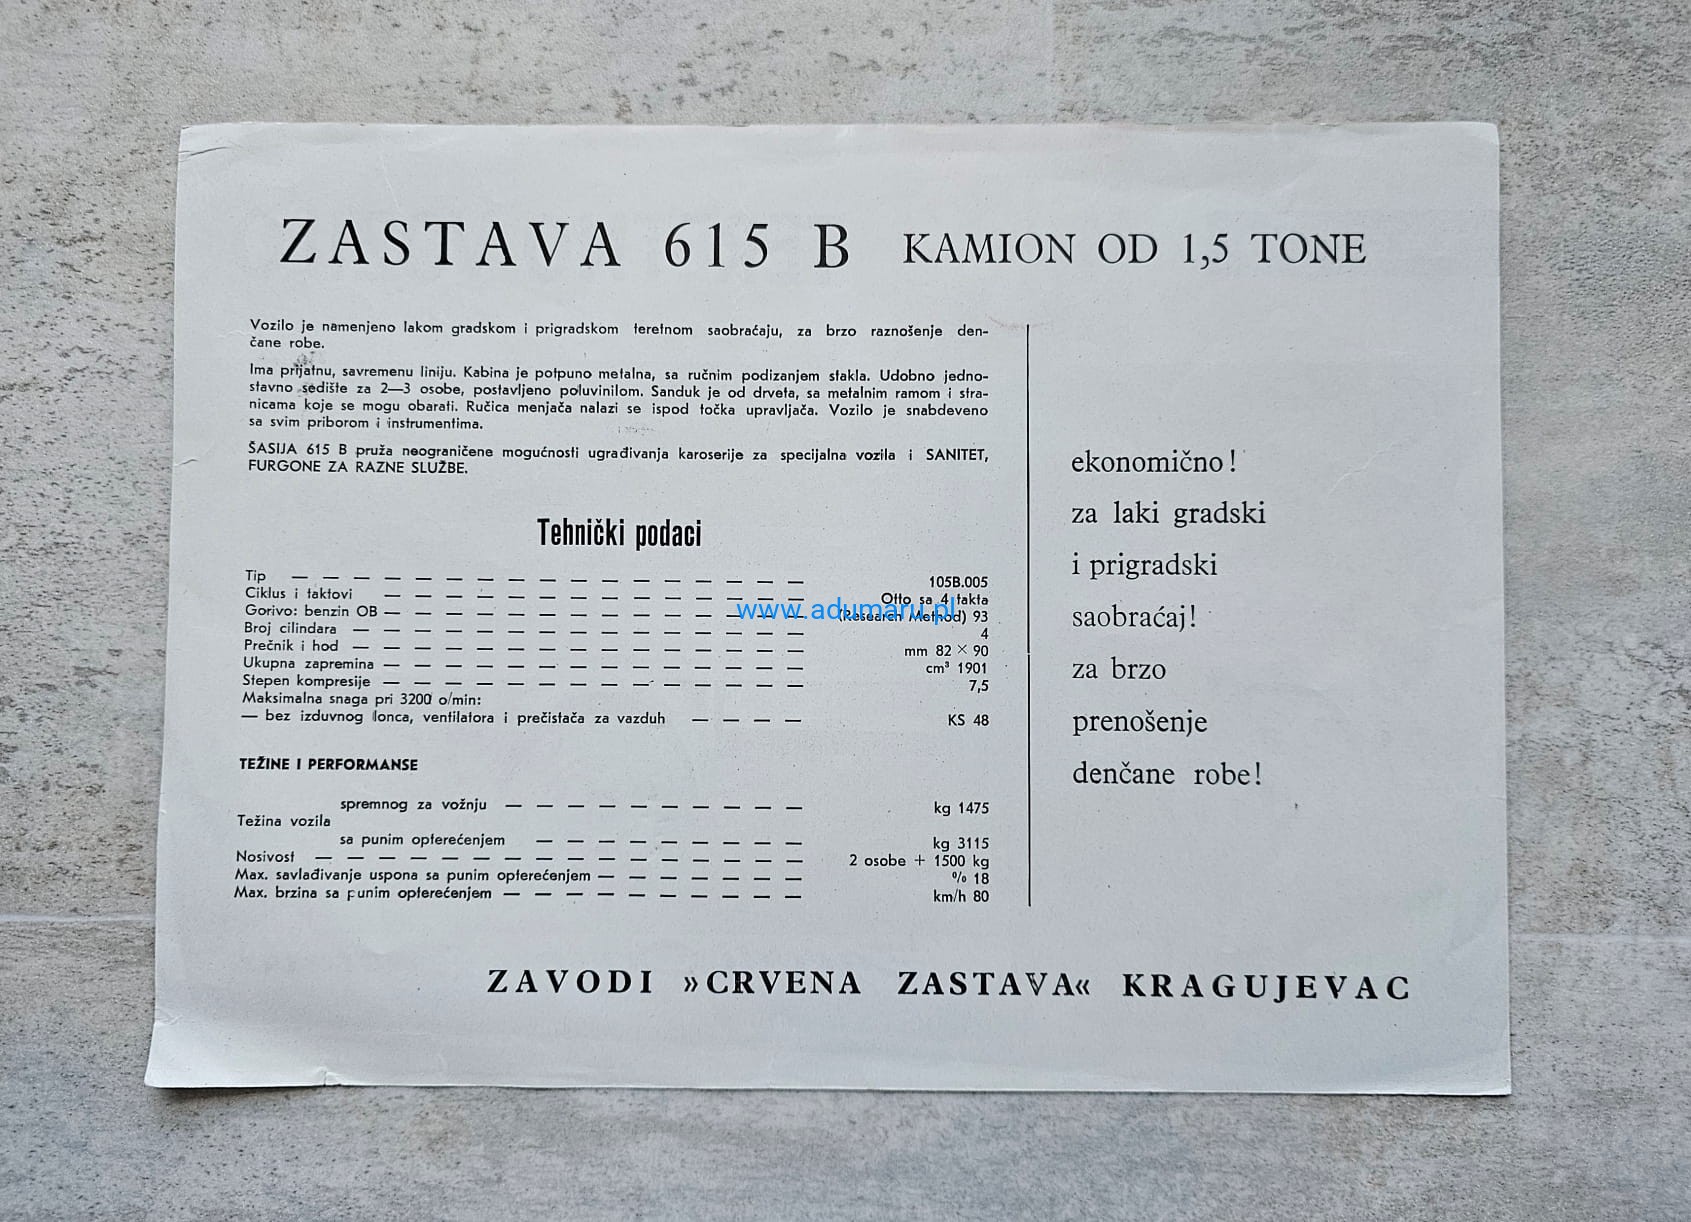 ZASTAVA 615 B KAMION OD 1,5 TONE
Vozilo je namenjeno lakom gradskom i prigradskom teretnom saobraćaju, za brzo raznošenje den-
čane robe.
Ima prijatnu, savremenu liniju. Kabina je potpuno metalna, sa ručnim podizanjem stakla. Udobno jedno-
stavno sedište za 2—3 osobe, postavljeno poluvinilom. Sanduk je od drveta, sa metalnim ramom i stra-
nicama koje se mogu obarati. Ručica menjača nalazi se ispod točka upravljača. Vozilo je snabdeveno
sa svim priborom i instrumentima.
ŠASIJA 615 B pruža neograničene mogućnosti ugrađivanja karoserije za specijalna vozila i SANITET,
FURGONE ZA RAZNE SLUŽBE.
Tehnički podaci
Tip — — — — — — — — — — — — — — — — — 105B.005
Ciklus i taktovi — — — — — — — — — — — — — — Otto sa 4 takta
Gorivo: benzin OB — — — — — — — — — — — — — — (Research Method) 93
Broj cilindara — — — — — — — — — — — — — — — 4
Prečnik i hod — — — — — — — — — — — — — — — mm 82 × 90
Ukupna zapremina — — — — — — — — — — — — — — cm³ 1901
Stepen kompresije — — — — — — — — — — — — — — 7,5
Maksimalna snaga pri 3200 o/min:
— bez izduvnog lonca, ventilatora i prečistača za vazduh — — — — KS 48
TEŽINE I PERFORMANSE
spremnog za vožnju — — — — — — — — — — kg 1475
Težina vozila
sa punim opterećenjem — — — — — — — — — kg 3115
Nosivost — — — — — — — — — — — — — — — — 2 osobe + 1500 kg
Max. savlađivanje uspona sa punim opterećenjem — — — — — — — % 18
Max. brzina sa punim opterećenjem — — — — — — — — — — km/h 80
ekonomično!
za laki gradski
i prigradski
saobraćaj!
za brzo
prenošenje
denčane robe!
ZAVODI »CRVENA ZASTAVA« KRAGUJEVAC
www.adumaru.pl